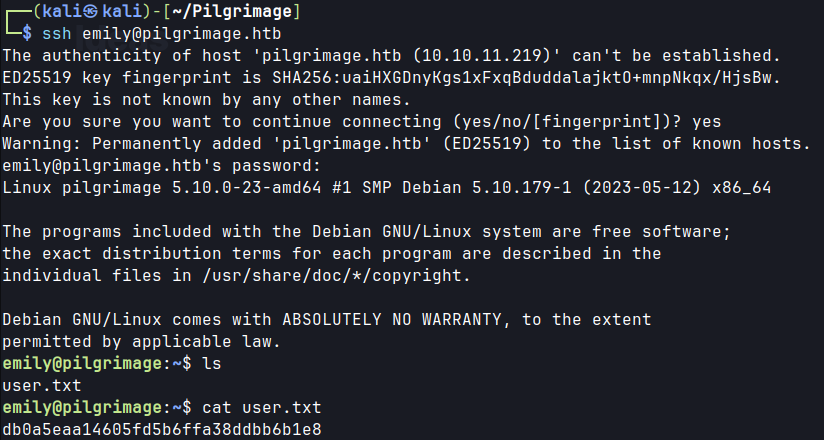 ┌──(kali㉿kali)-[~/Pilgrimage]
└─$ ssh emily@pilgrimage.htb
The authenticity of host 'pilgrimage.htb (10.10.11.219)' can't be established.
ED25519 key fingerprint is SHA256:uaiHXGDnyKgs1xFxqBduddalajktO+mnpNkqx/HjsBw.
This key is not known by any other names.
Are you sure you want to continue connecting (yes/no/[fingerprint])? yes
Warning: Permanently added 'pilgrimage.htb' (ED25519) to the list of known hosts.
emily@pilgrimage.htb's password:
Linux pilgrimage 5.10.0-23-amd64 #1 SMP Debian 5.10.179-1 (2023-05-12) x86_64
The programs included with the Debian GNU/Linux system are free software;
the exact distribution terms for each program are described in the
individual files in /usr/share/doc/*/copyright.
Debian GNU/Linux comes with ABSOLUTELY NO WARRANTY, to the extent
permitted by applicable law.
emily@pilgrimage:~$ ls
user.txt
emily@pilgrimage:~$ cat user.txt
db0a5eaa14605fd5b6ffa38ddbb6b1e8